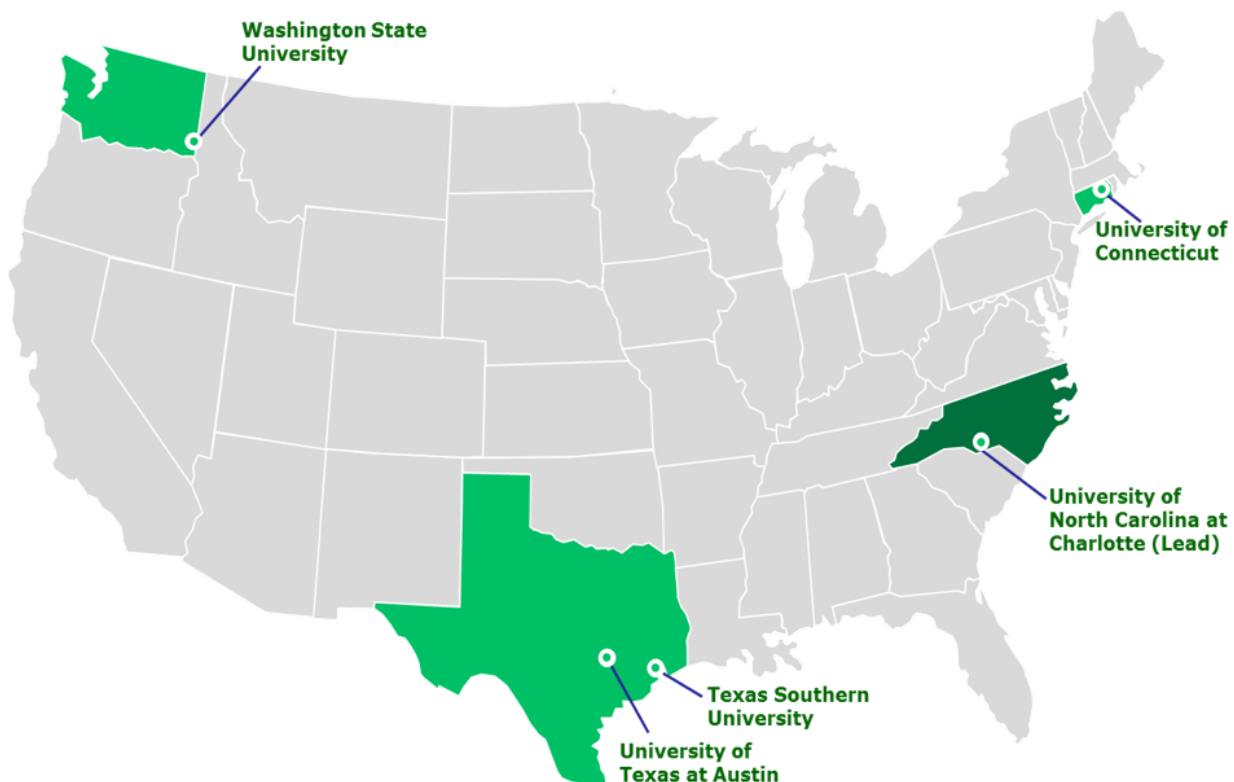 Washington State
University
University of
Connecticut
University of
North Carolina at
Charlotte (Lead)
Texas Southern
University
University of
Texas at Austin